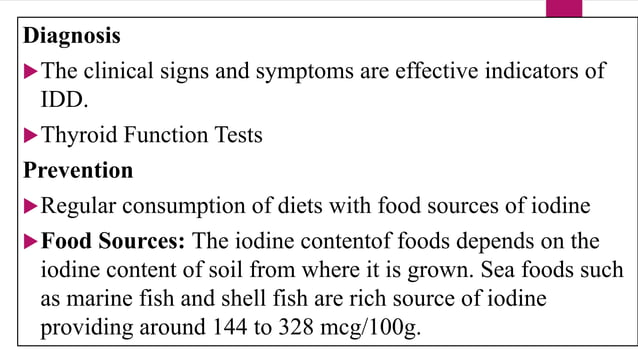 Diagnosis
The clinical signs and symptoms are effective indicators of
IDD.
Thyroid Function Tests
Prevention
Regular consumption of diets with food sources of iodine
Food Sources: The iodine contentof foods depends on the
iodine content of soil from where it is grown. Sea foods such
as marine fish and shell fish are rich source of iodine
providing around 144 to 328 mcg/100g.